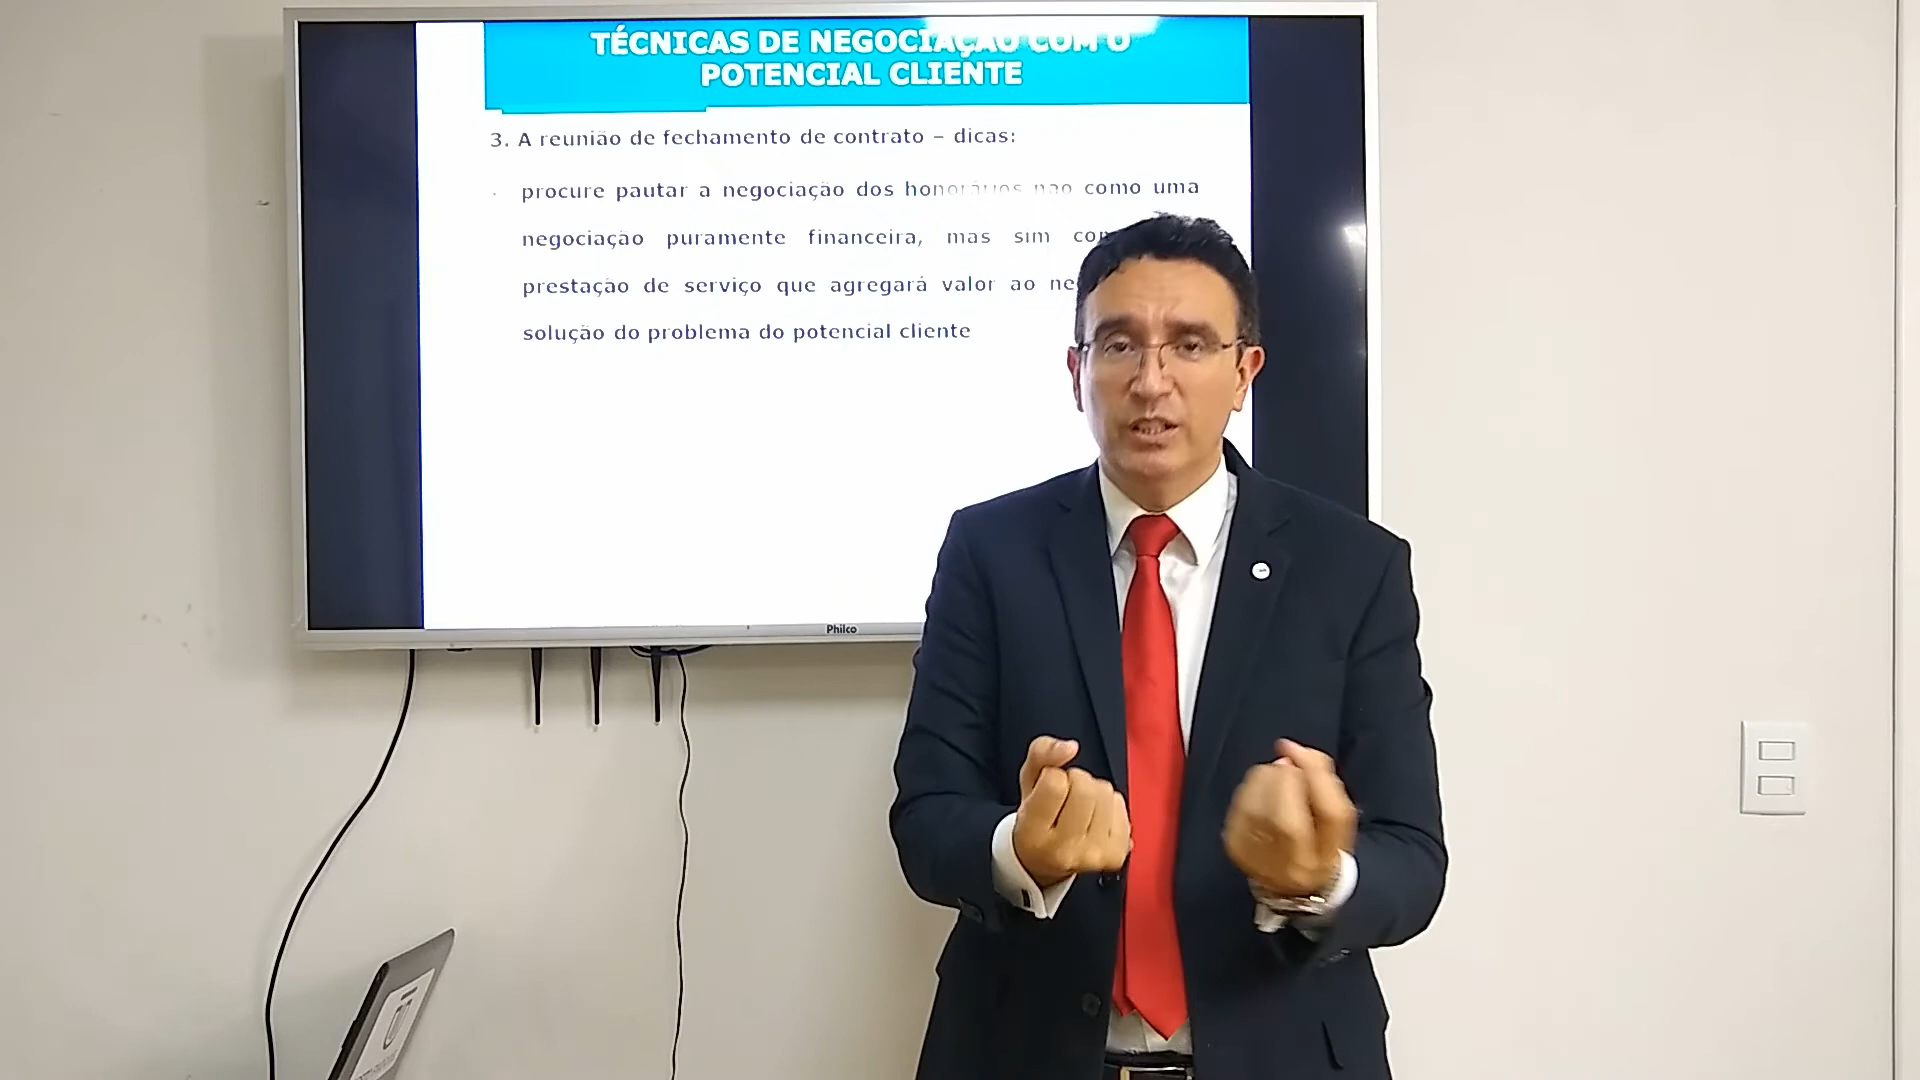 TÉCNICAS DE NEGOCIAÇÃO COM O
POTENCIAL CLIENTE
3. A reunião de fechamento de contrato – dicas:
procure pautar a negociação dos honorários não como uma
negociação puramente financeira, mas sim
prestação de serviço que agregará valor ao
solução do problema do potencial cliente
Philco